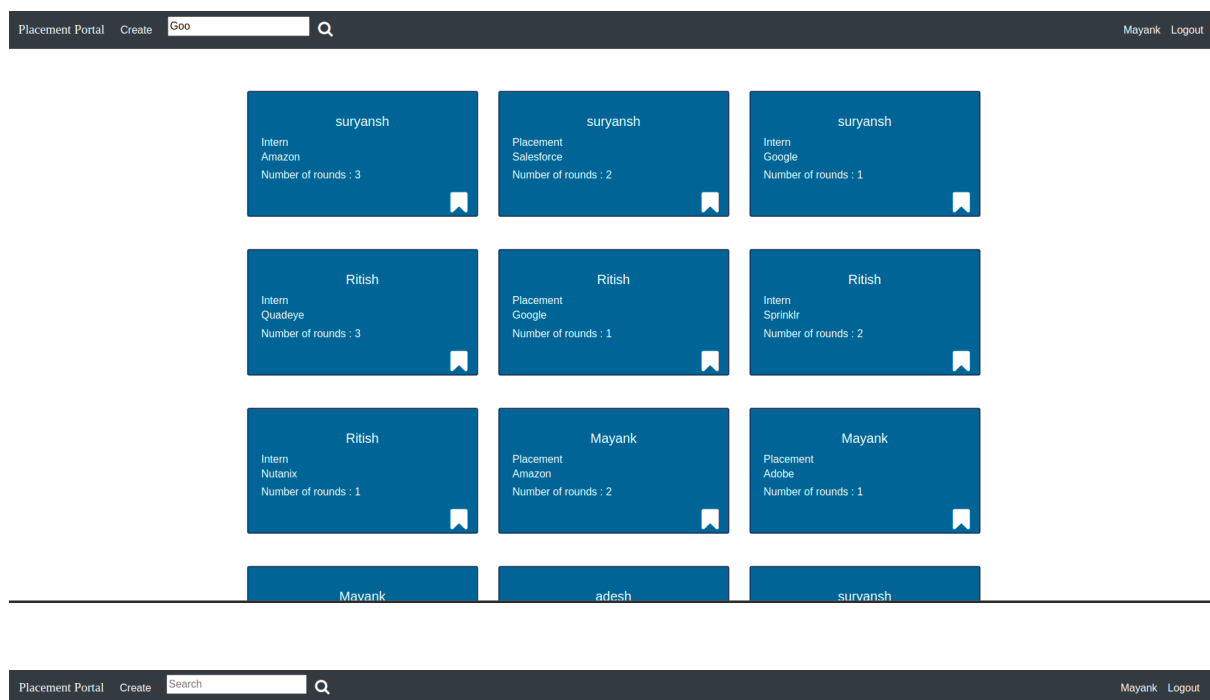 Placement Portal Create Goo Mayank Logout
suryansh
Intern
Amazon
Number of rounds : 3
suryansh
Placement
Salesforce
Number of rounds : 2
suryansh
Intern
Google
Number of rounds : 1
Ritish
Intern
Quadeye
Number of rounds : 3
Ritish
Placement
Google
Number of rounds : 1
Ritish
Intern
Sprinklr
Number of rounds : 2
Ritish
Intern
Nutanix
Number of rounds : 1
Mayank
Placement
Amazon
Number of rounds : 2
Mayank
Placement
Adobe
Number of rounds : 1
Mayank
adesh
suryansh
Placement Portal Create Search Mayank Logout